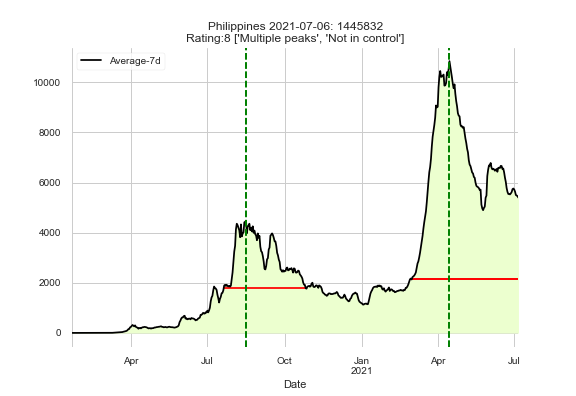 Philippines 2021-07-06: 1445832
Rating:8 ['Multiple peaks', 'Not in control']
Average-7d
10000
8000
6000
4000
2000
0
Apr
Jul
Oct
Jan
2021
Apr
Jul
Date